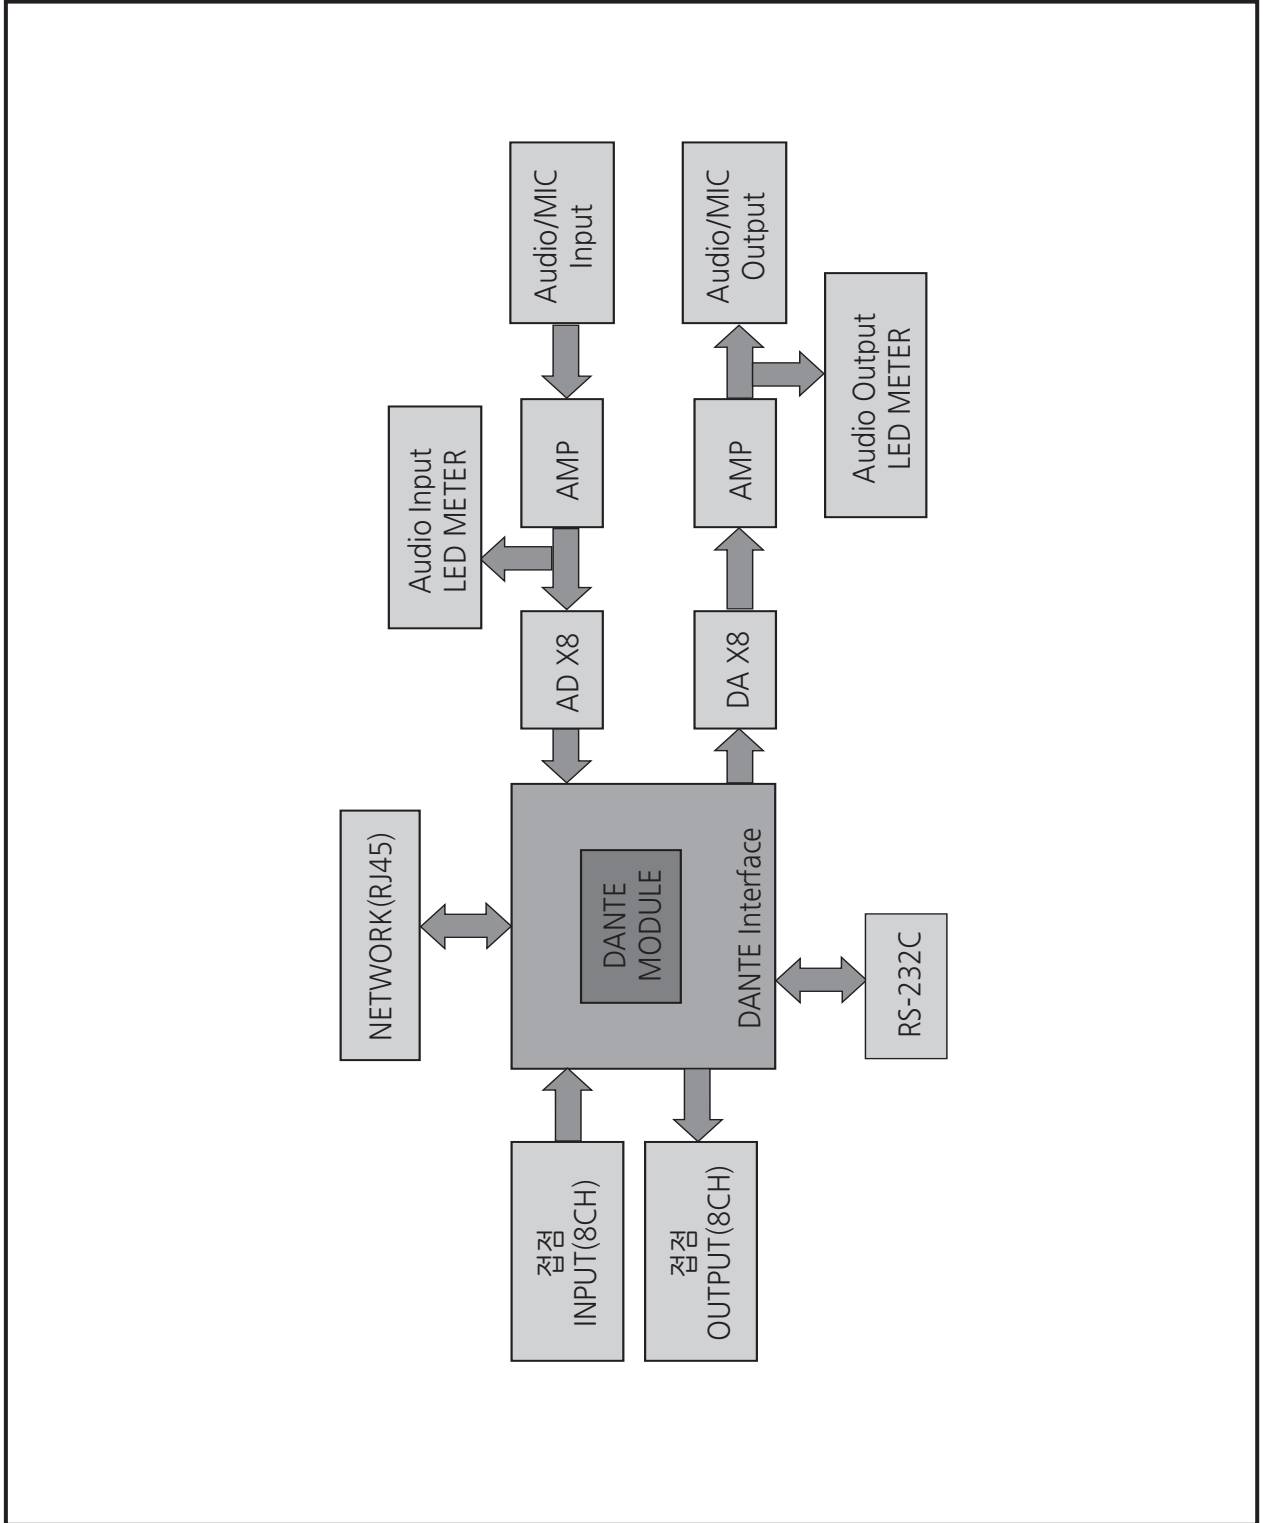 NETWORK(RJ45)
Audio Input
LED METER
접점
INPUT(8CH)
DANTE
MODULE
DANTE Interface
AD X8
AMP
Audio/MIC
Input
접점
OUTPUT(8CH)
DA X8
AMP
Audio/MIC
Output
RS-232C
Audio Output
LED METER